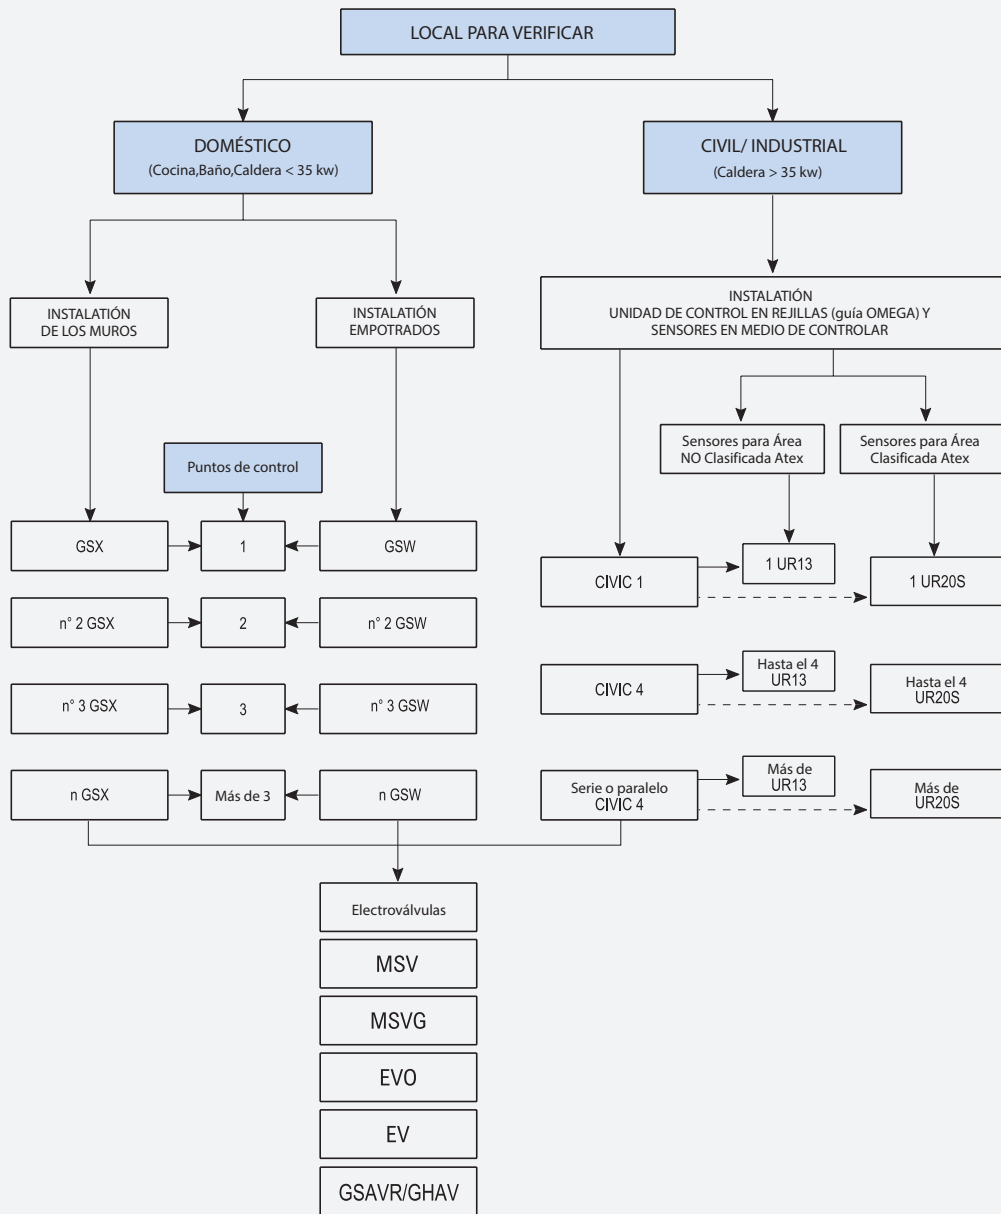 LOCAL PARA VERIFICAR
DOMÉSTICO
(Cocina,Baño,Caldera < 35 kw)
CIVIL/ INDUSTRIAL
(Caldera > 35 kw)
INSTALATIÓN
DE LOS MUROS
INSTALATIÓN
EMPOTRADOS
INSTALATIÓN
UNIDAD DE CONTROL EN REJILLAS (guía OMEGA) Y
SENSORES EN MEDIO DE CONTROLAR
Sensores para Área
NO Clasificada Atex
Sensores para Área
Clasificada Atex
Puntos de control
GSX
1
GSW
CIVIC 1
1 UR13
1 UR20S
n° 2 GSX
2
n° 2 GSW
n° 3 GSX
3
n° 3 GSW
CIVIC 4
Hasta el 4
UR13
Hasta el 4
UR20S
n GSX
Más de 3
n GSW
Serie o paralelo
CIVIC 4
Más de
UR13
Más de
UR20S
Electroválvulas
MSV
MSVG
EVO
EV
GSAVR/GHAV